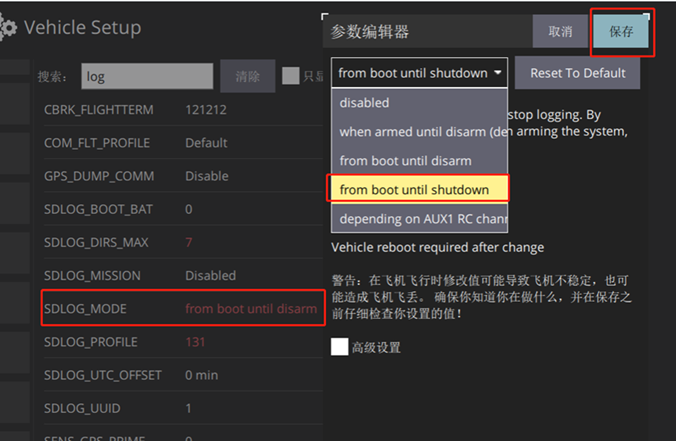 Vehicle Setup
搜索：
log
清除
只显
CBRK_FLIGHTTERM 121212
COM_FLT_PROFILE Default
GPS_DUMP_COMM Disable
SDLOG_BOOT_BAT 0
SDLOG_DIRS_MAX 7
SDLOG_MISSION Disabled
SDLOG_MODE from boot until disarm
SDLOG_PROFILE 131
SDLOG_UTC_OFFSET 0 min
SDLOG_UUID 1
SENS_GPS_PRIME 0
参数编辑器
取消
保存
from boot until shutdown
Reset To Default
disabled
stop logging. By
when armed until disarm (de
n arming the system,
from boot until disarm
from boot until shutdown
depending on AUX1 RC chann
Vehicle reboot required after change
警告：在飞机飞行时修改值可能导致飞机不稳定，也可
能造成飞机飞丢。 确保你知道你在做什么，并在保存之
前仔细检查你设置的值！
高级设置